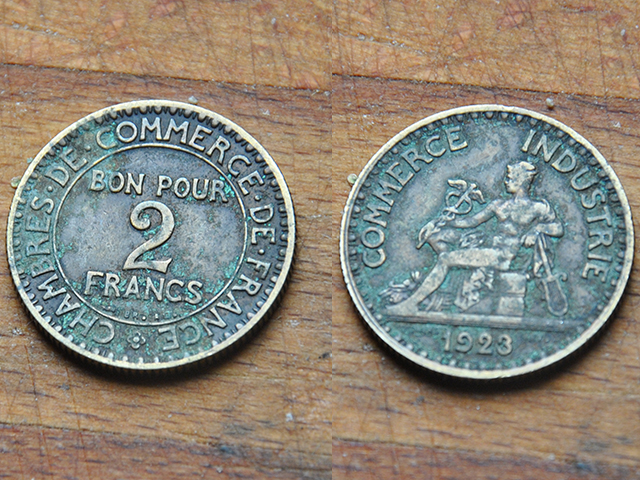 CHAMBRES·DE·COMMERCE·DE·FRANCE
BON POUR
2
FRANCS
COMMERCE INDUSTRIE
1923